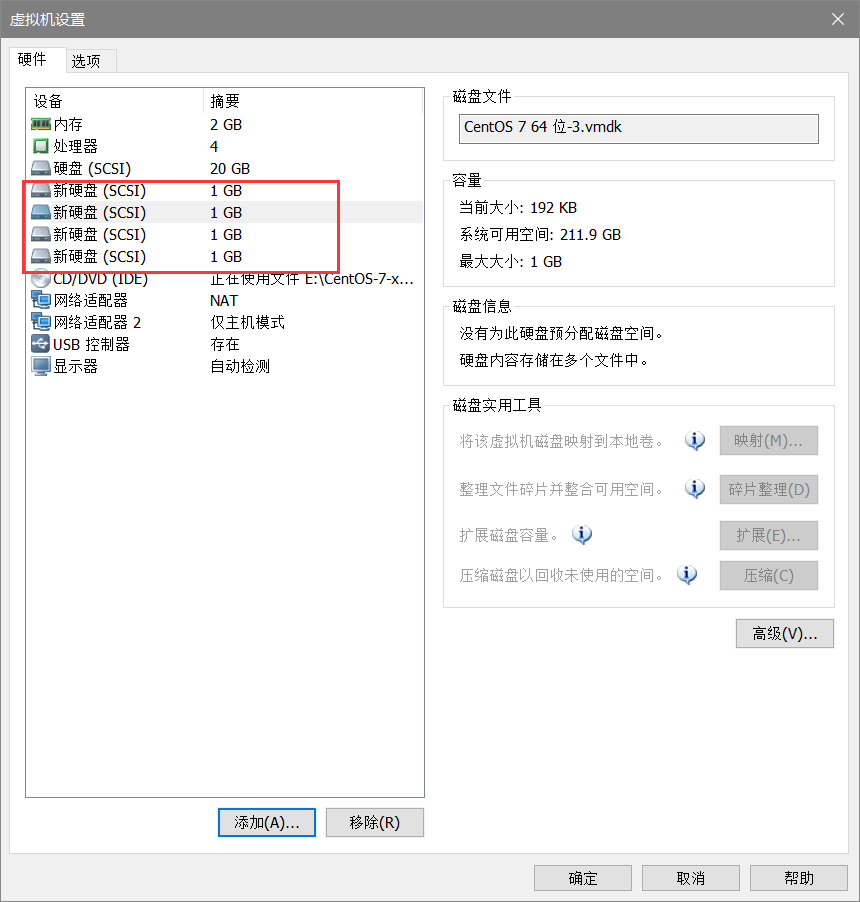 虚拟机设置
硬件 选项
设备 摘要
内存 2 GB
处理器 4
硬盘 (SCSI) 20 GB
新硬盘 (SCSI) 1 GB
新硬盘 (SCSI) 1 GB
新硬盘 (SCSI) 1 GB
新硬盘 (SCSI) 1 GB
CD/DVD (IDE) 正在使用文件 E:\CentOS-7-x...
网络适配器 NAT
网络适配器 2 仅主机模式
USB 控制器 存在
显示器 自动检测
添加(A)... 移除(R)
磁盘文件
CentOS 7 64 位-3.vmdk
容量
当前大小: 192 KB
系统可用空间: 211.9 GB
最大大小: 1 GB
磁盘信息
没有为此硬盘预分配磁盘空间。
硬盘内容存储在多个文件中。
磁盘实用工具
将该虚拟机磁盘映射到本地卷。 映射(M)...
整理文件碎片并整合可用空间。 碎片整理(D)
扩展磁盘容量。 扩展(E)...
压缩磁盘以回收未使用的空间。 压缩(C)
高级(V)...
确定 取消 帮助